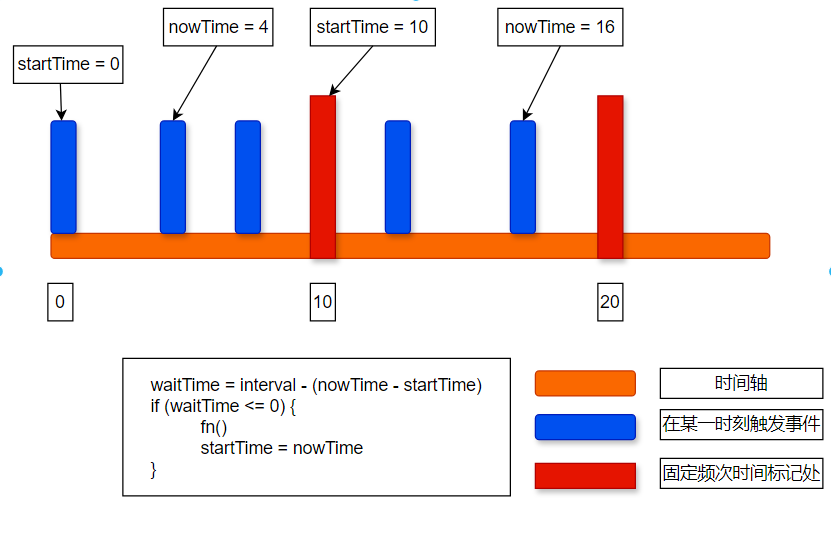 nowTime = 4
startTime = 10
nowTime = 16
startTime = 0
0
10
20
waitTime = interval - (nowTime - startTime)
if (waitTime <= 0) {
fn()
startTime = nowTime
}
时间轴
在某一时刻触发事件
固定频次时间标记处